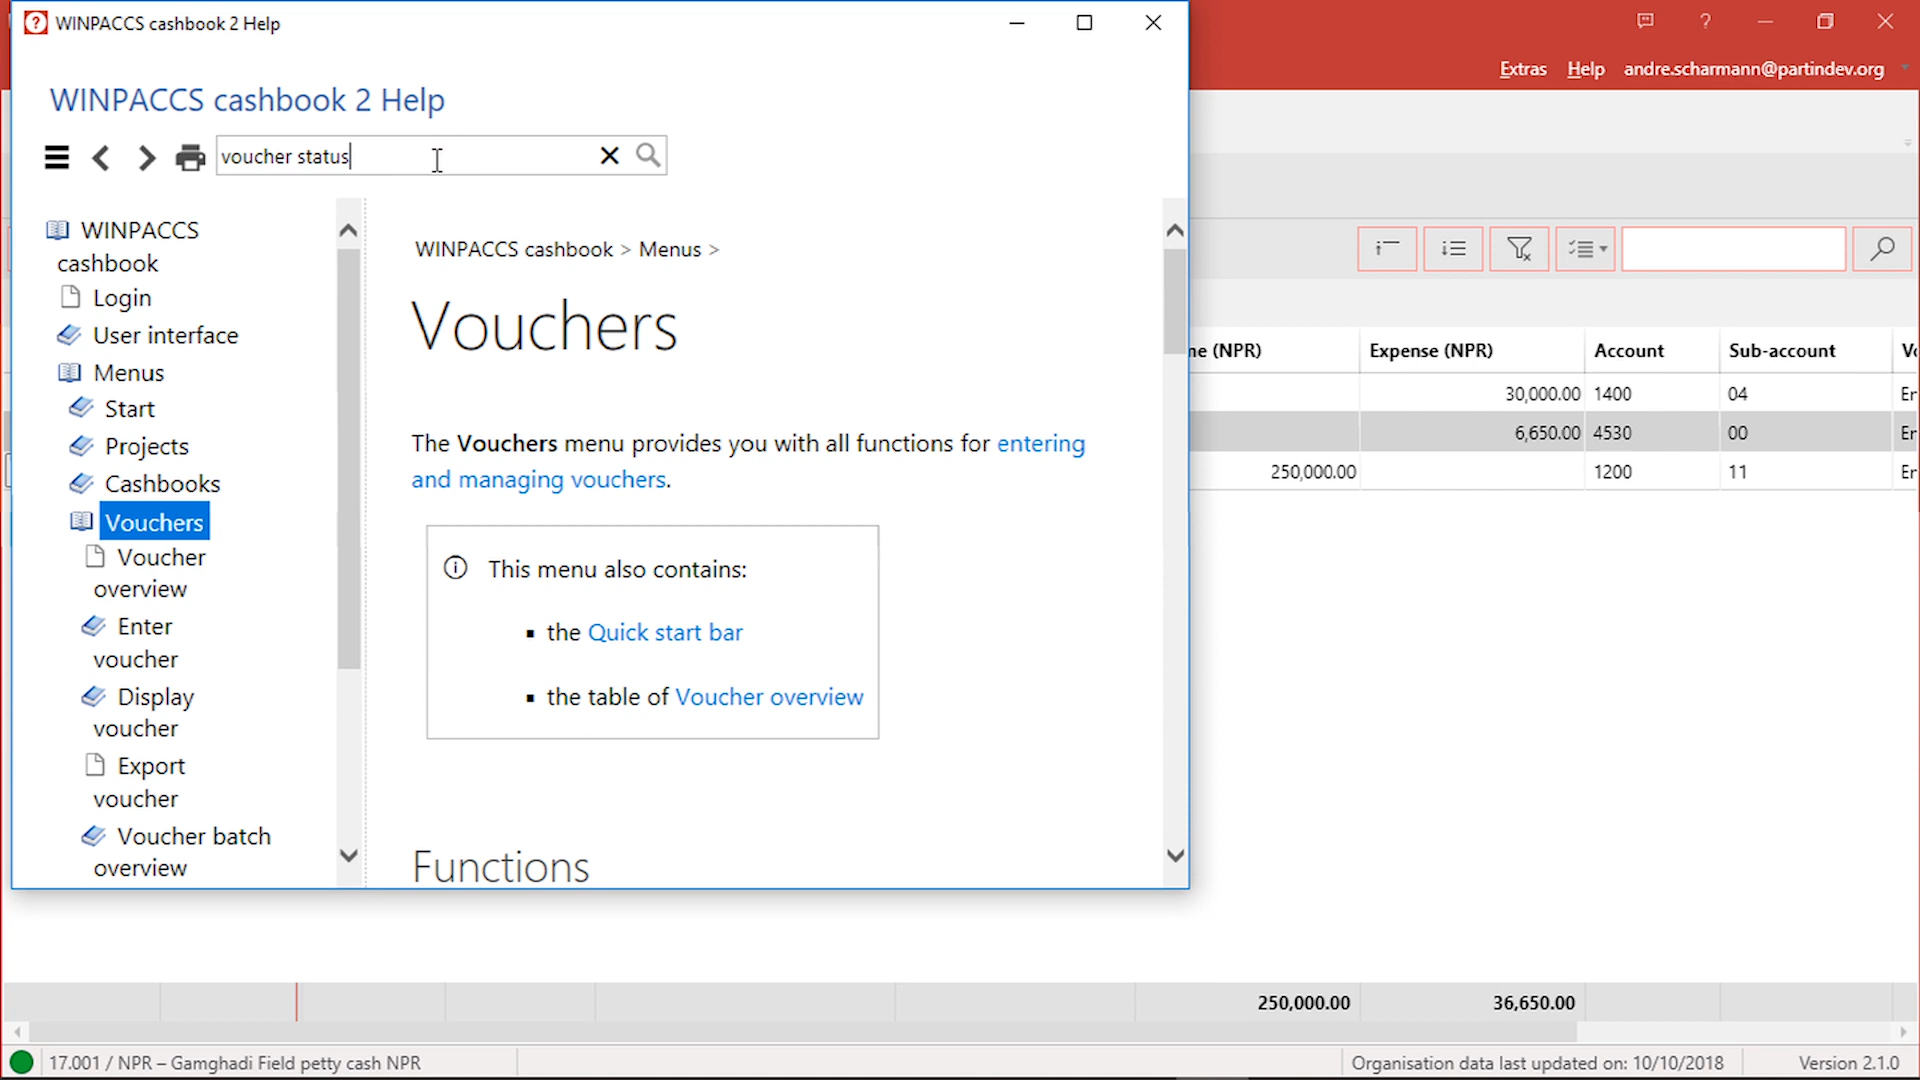 WINPACCS cashbook 2 Help
Extras Help andre.scharmann@partindev.org
WINPACCS cashbook 2 Help
voucher status
WINPACCS
cashbook
Login
User interface
Menus
Start
Projects
Cashbooks
Vouchers
Voucher
overview
Enter
voucher
Display
voucher
Export
voucher
Voucher batch
overview
WINPACCS cashbook > Menus >
Vouchers
The Vouchers menu provides you with all functions for entering
and managing vouchers.
This menu also contains:
▪ the Quick start bar
▪ the table of Voucher overview
Functions
ne (NPR) Expense (NPR) Account Sub-account
30,000.00 1400 04 Er
6,650.00 4530 00 Er
250,000.00 1200 11 Er
250,000.00 36,650.00
17.001 / NPR – Gamghadi Field petty cash NPR Organisation data last updated on: 10/10/2018 Version 2.1.0